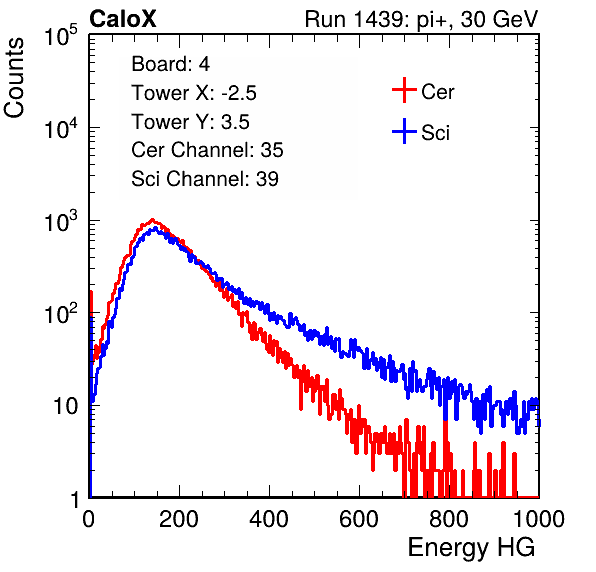 CaloX Run 1439: pi+, 30 GeV
Counts
Board: 4
Tower X: -2.5
Tower Y: 3.5
Cer Channel: 35
Sci Channel: 39
Cer
Sci
10^5
10^4
10^3
10^2
10
1
0 200 400 600 800 1000
Energy HG